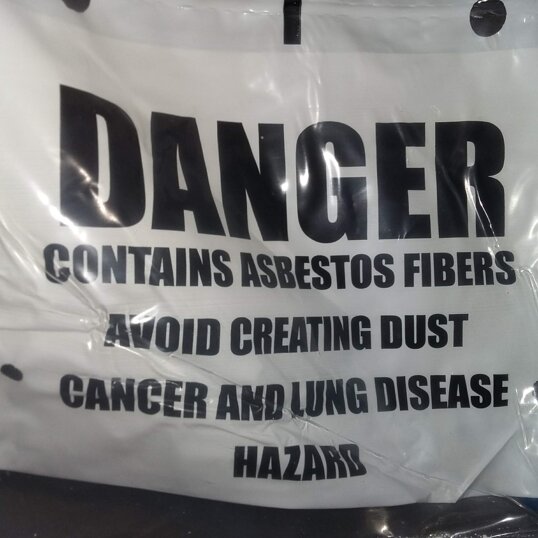 DANGER
CONTAINS ASBESTOS FIBERS
AVOID CREATING DUST
CANCER AND LUNG DISEASE
HAZARD